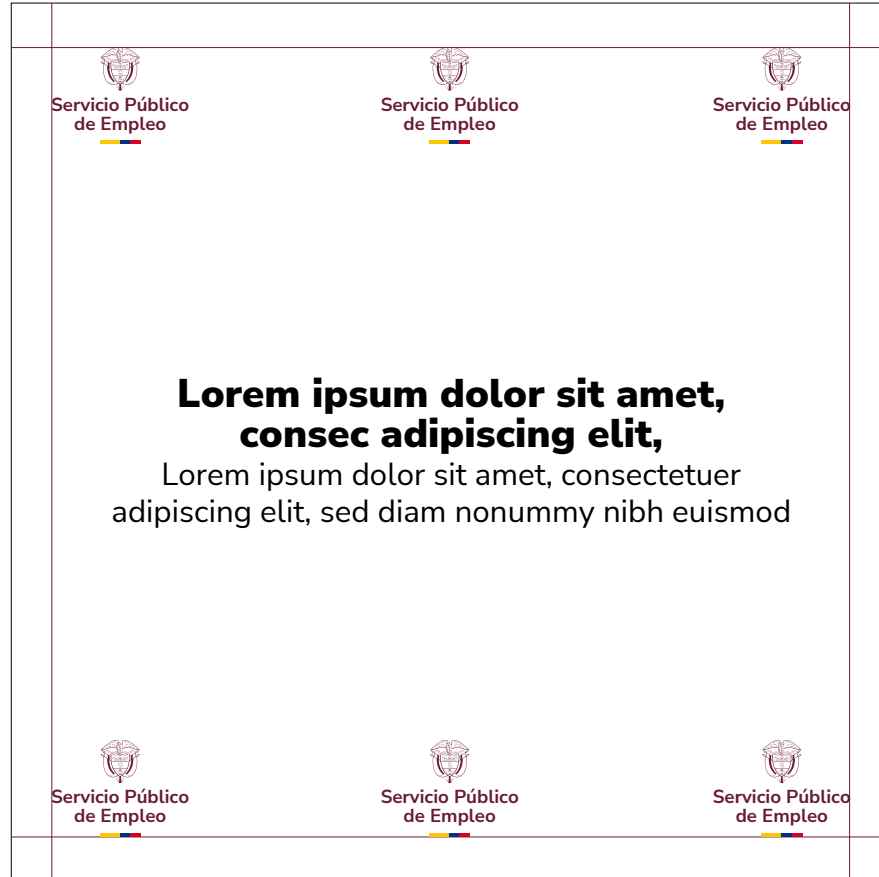 Servicio Público
de Empleo
Servicio Público
de Empleo
Servicio Público
de Empleo
Lorem ipsum dolor sit amet,
consec adipiscing elit,
Lorem ipsum dolor sit amet, consectetuer
adipiscing elit, sed diam nonummy nibh euismod
Servicio Público
de Empleo
Servicio Público
de Empleo
Servicio Público
de Empleo